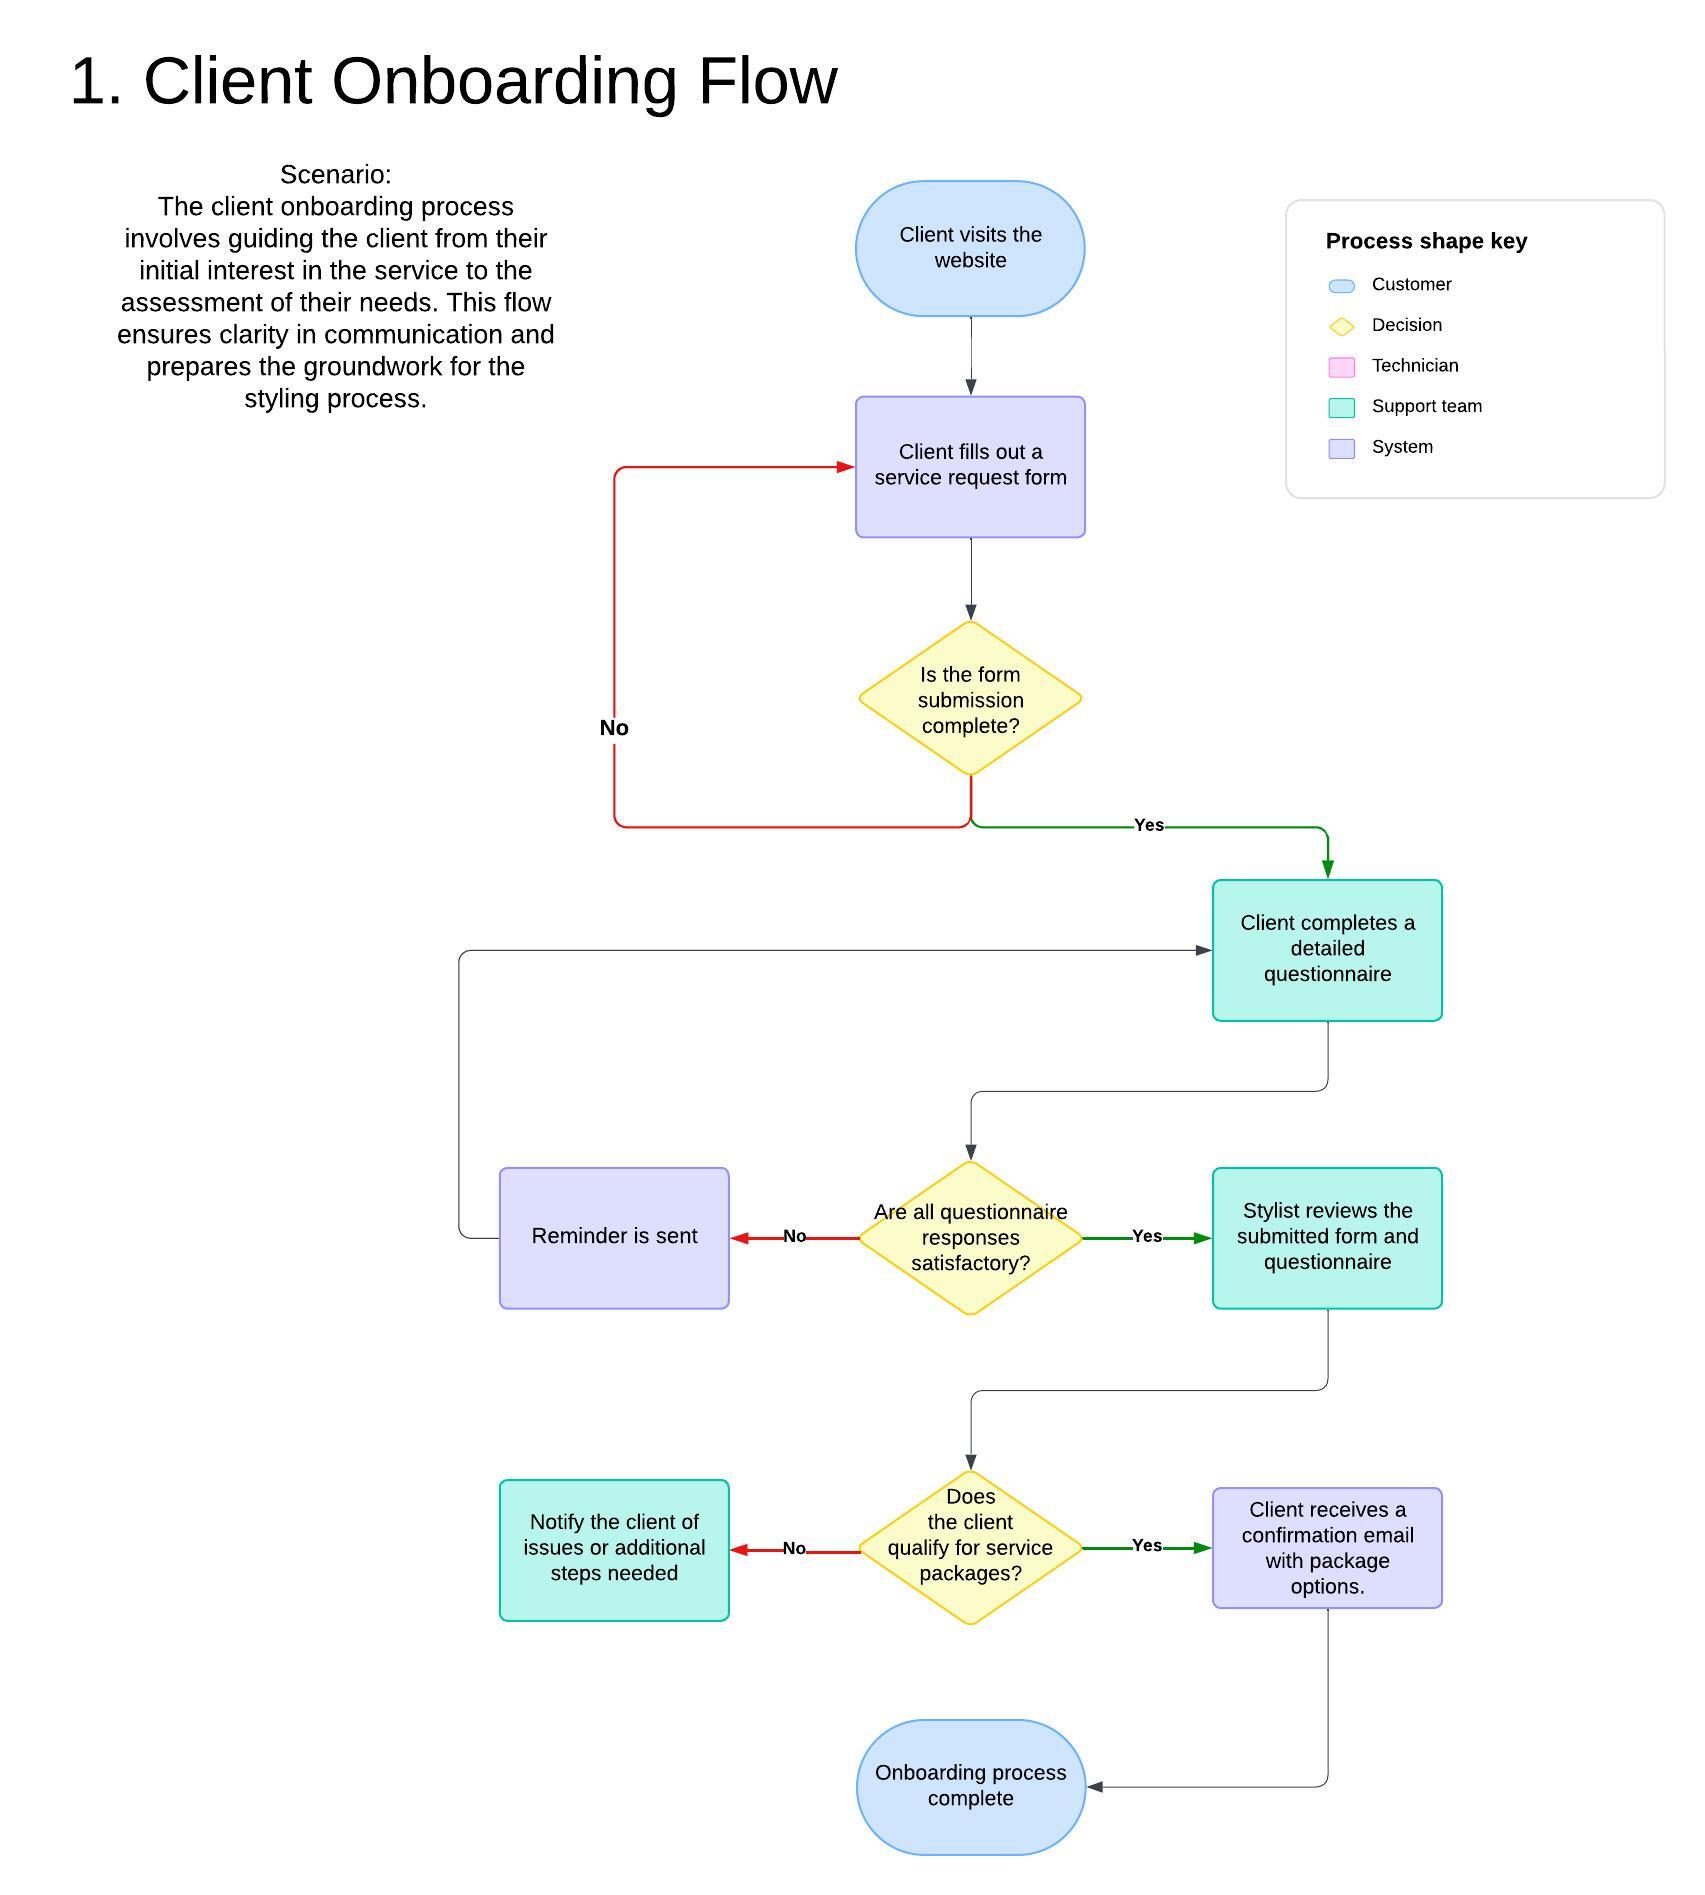 1. Client Onboarding Flow
Scenario:
The client onboarding process
involves guiding the client from their
initial interest in the service to the
assessment of their needs. This flow
ensures clarity in communication and
prepares the groundwork for the
styling process.
Client visits the
website
Process shape key
Customer
Decision
Technician
Support team
System
Client fills out a
service request form
Is the form
submission
complete?
No
Yes
Client completes a
detailed
questionnaire
Reminder is sent
No
Are all questionnaire
responses
satisfactory?
Yes
Stylist reviews the
submitted form and
questionnaire
Notify the client of
issues or additional
steps needed
No
Does
the client
qualify for service
packages?
Yes
Client receives a
confirmation email
with package
options.
Onboarding process
complete